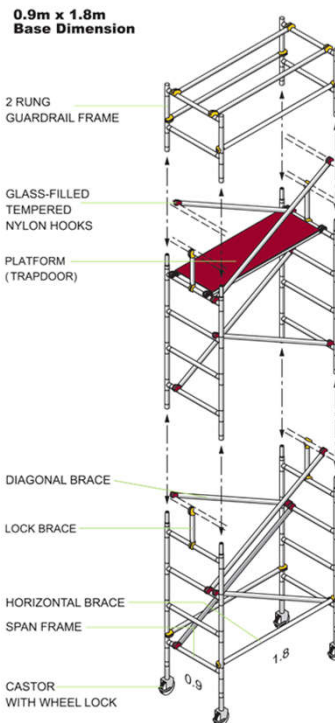 0.9m x 1.8m
Base Dimension
2 RUNG
GUARDRAIL FRAME
GLASS-FILLED
TEMPERED
NYLON HOOKS
PLATFORM
(TRAPDOOR)
DIAGONAL BRACE
LOCK BRACE
HORIZONTAL BRACE
SPAN FRAME
1.8
0.9
CASTOR
WITH WHEEL LOCK